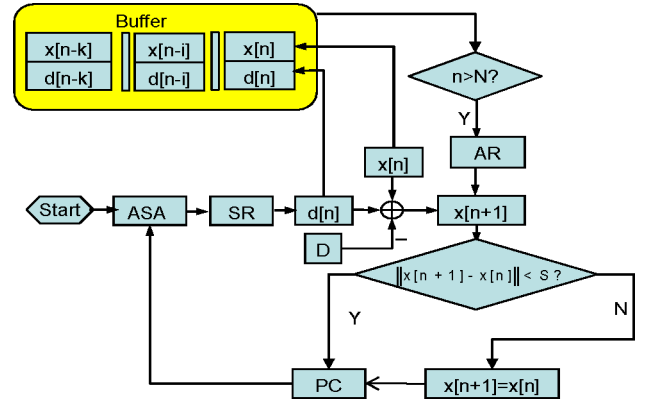 Buffer
x[n-k]
x[n-i]
x[n]
d[n-k]
d[n-i]
d[n]
n>N?
Y
AR
x[n]
Start
ASA
SR
d[n]
x[n+1]
D
–
||x[n + 1] - x[n]|| < S ?
Y
N
PC
x[n+1]=x[n]